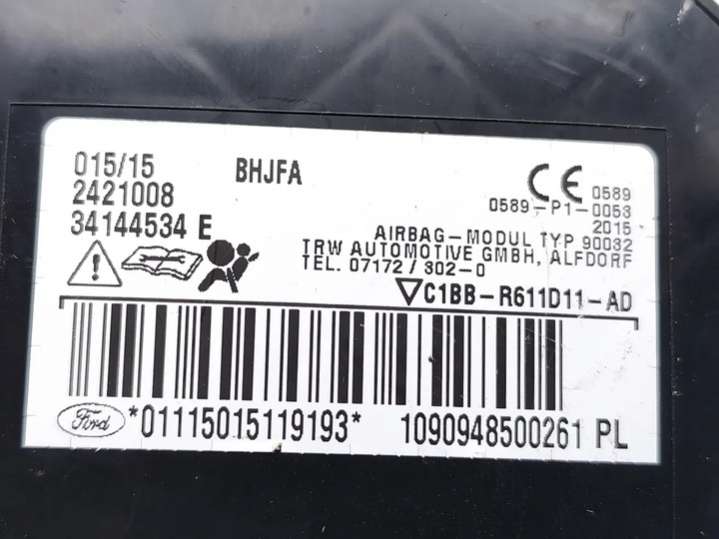 015/15 BHJFA
2421008
34144534 E
CE 0589
0589-P1-0053
2015
AIRBAG-MODUL TYP 90032
TRW AUTOMOTIVE GMBH, ALFDORF
TEL. 07172/302-0
▽C1BB-R611D11-AD
Ford *01115015119193* 1090948500261 PL